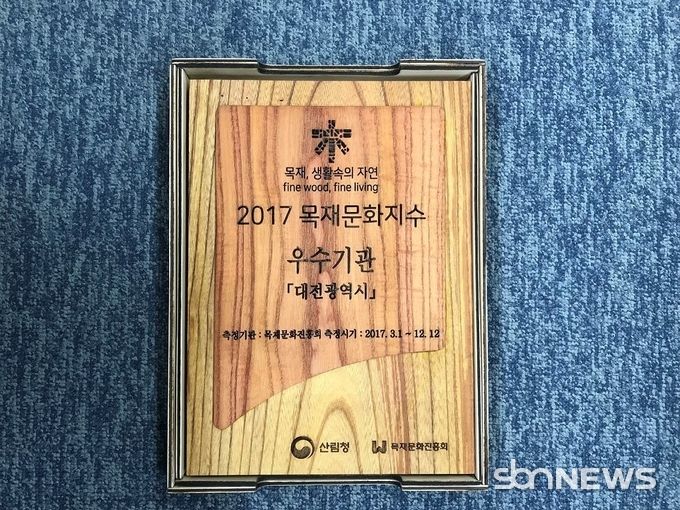 목재, 생활속의 자연
fine wood, fine living
2017 목재문화지수
우수기관
「대전광역시」
측정기관 : 목재문화진흥회 측정시기 : 2017. 3.1 ~ 12. 12
산림청 목재문화진흥회
sbnNEWS